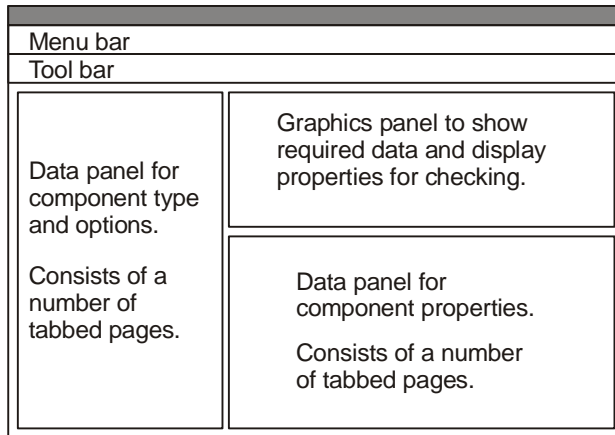 Menu bar
Tool bar
Data panel for
component type
and options.
Consists of a
number of
tabbed pages.
Graphics panel to show
required data and display
properties for checking.
Data panel for
component properties.
Consists of a number
of tabbed pages.